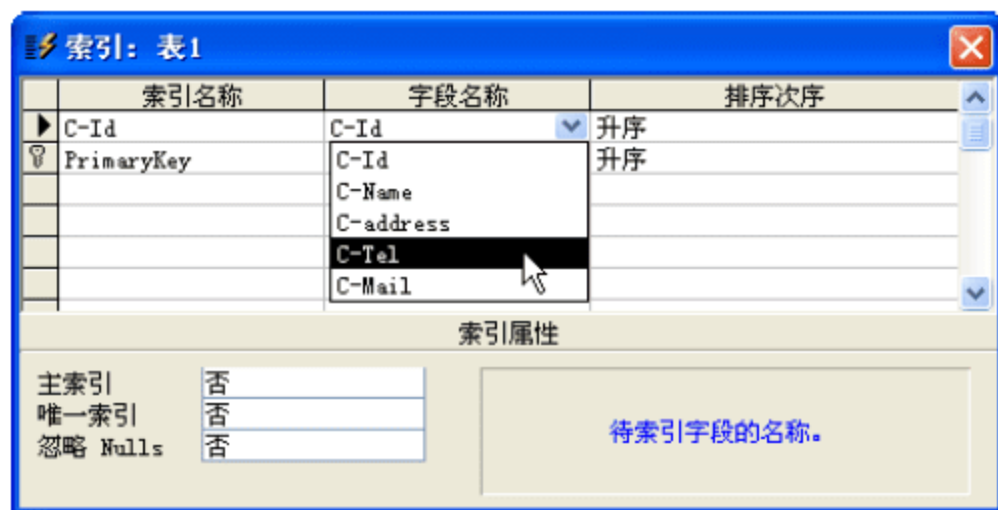 索引：表1
索引名称 字段名称 排序次序
C-Id C-Id 升序
PrimaryKey C-Id 升序
C-Name
C-address
C-Tel
C-Mail
索引属性
主索引 否
唯一索引 否
忽略 Nulls 否
待索引字段的名称。